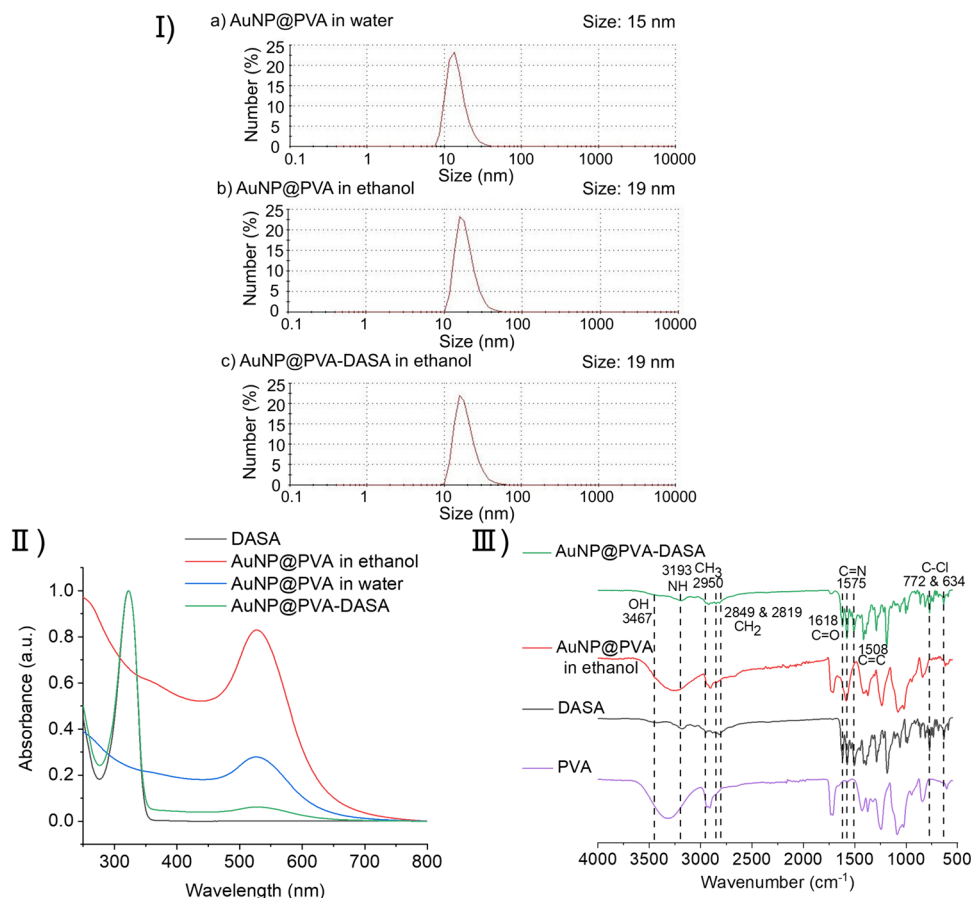 I)
a) AuNP@PVA in water Size: 15 nm
Number (%)
25
20
15
10
5
0
0.1 1 10 100 1000 10000
Size (nm)
b) AuNP@PVA in ethanol Size: 19 nm
Number (%)
25
20
15
10
5
0
0.1 1 10 100 1000 10000
Size (nm)
c) AuNP@PVA-DASA in ethanol Size: 19 nm
Number (%)
25
20
15
10
5
0
0.1 1 10 100 1000 10000
Size (nm)
II)
DASA
AuNP@PVA in ethanol
AuNP@PVA in water
AuNP@PVA-DASA
Absorbance (a.u.)
1.0
0.8
0.6
0.4
0.2
0.0
300 400 500 600 700 800
Wavelength (nm)
III)
AuNP@PVA-DASA
OH
3467
3193
NH
CH3
2950
2849 & 2819
CH2
1618
C=O
C=N
1575
1508
C=C
C-Cl
772 & 634
AuNP@PVA
in ethanol
DASA
PVA
4000 3500 3000 2500 2000 1500 1000 500
Wavenumber (cm-1)